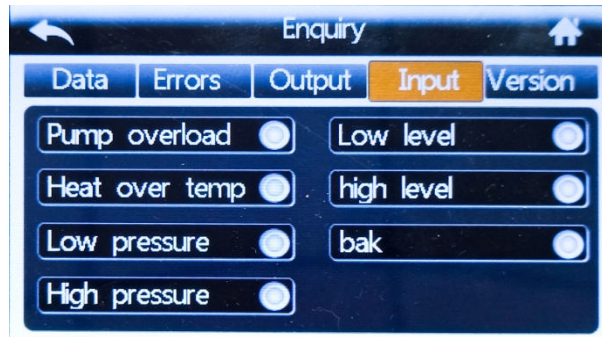 Enquiry
Data Errors Output Input Version
Pump overload
Low level
Heat over temp
high level
Low pressure
bak
High pressure